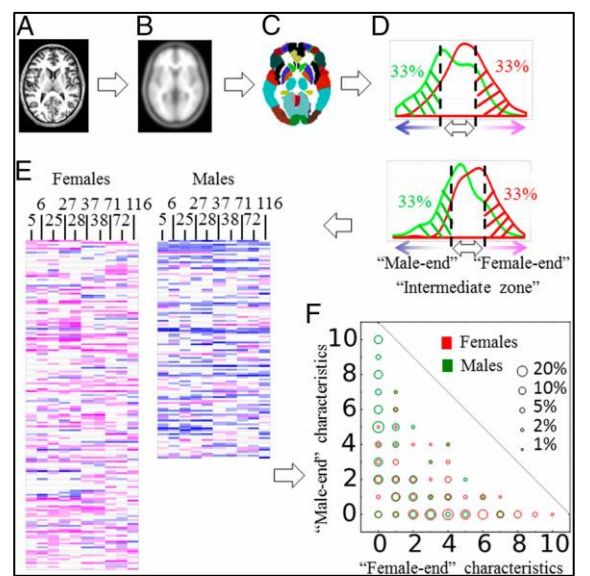 A B C D
33% 33%
33% 33%
"Male-end" "Female-end"
"Intermediate zone"
E
Females Males
6 27 37 71 116 6 27 37 71 116
5 25 28 38 72 5 25 28 38 72
F
Females
Males
20%
10%
5%
2%
1%
10
8
6
4
2
0
"Male-end" characteristics
0 2 4 6 8 10
"Female-end" characteristics